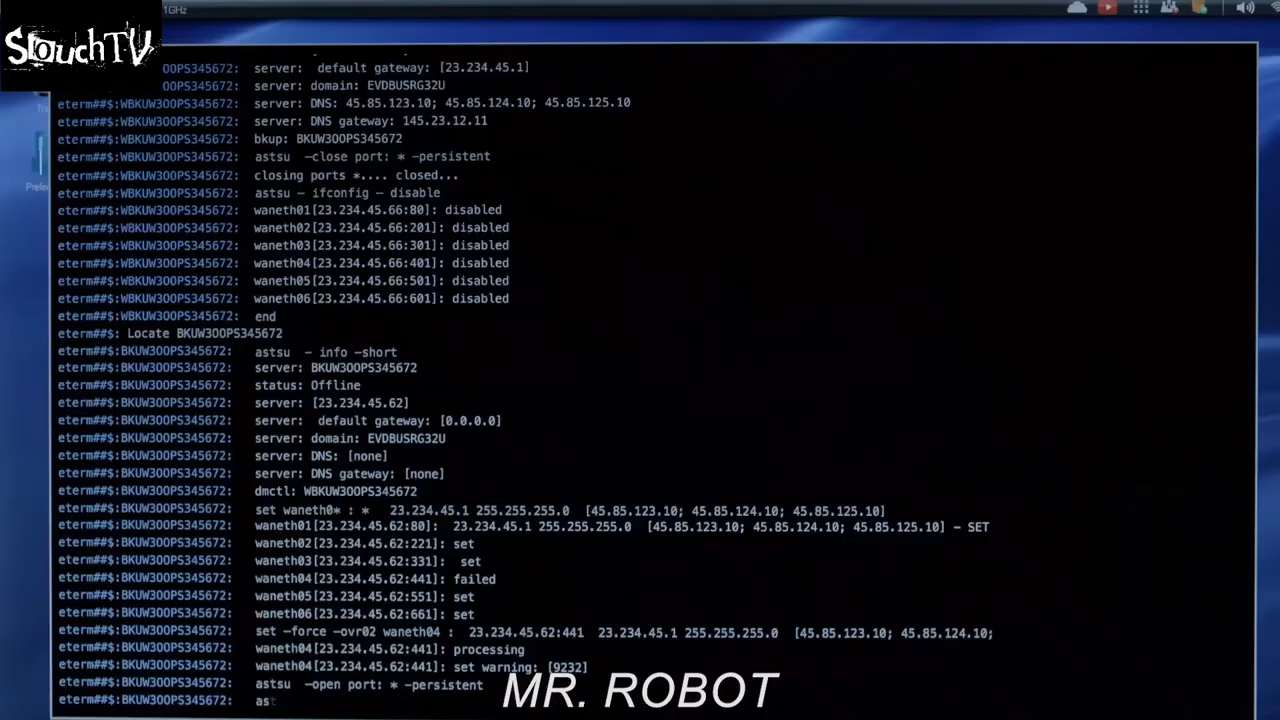 1GHz
SLouchTV
OOPS345672: server: default gateway: [23.234.45.1]
OOPS345672: server: domain: EVDBUSRG32U
eterm##$:WBKUW3OOPS345672: server: DNS: 45.85.123.10; 45.85.124.10; 45.85.125.10
eterm##$:WBKUW3OOPS345672: server: DNS gateway: 145.23.12.11
eterm##$:WBKUW3OOPS345672: bkup: BKUW3OOPS345672
eterm##$:WBKUW3OOPS345672: astsu -close port: * -persistent
eterm##$:WBKUW3OOPS345672: closing ports *.... closed...
eterm##$:WBKUW3OOPS345672: astsu - ifconfig - disable
eterm##$:WBKUW3OOPS345672: waneth01[23.234.45.66:80]: disabled
eterm##$:WBKUW3OOPS345672: waneth02[23.234.45.66:201]: disabled
eterm##$:WBKUW3OOPS345672: waneth03[23.234.45.66:301]: disabled
eterm##$:WBKUW3OOPS345672: waneth04[23.234.45.66:401]: disabled
eterm##$:WBKUW3OOPS345672: waneth05[23.234.45.66:501]: disabled
eterm##$:WBKUW3OOPS345672: waneth06[23.234.45.66:601]: disabled
eterm##$:WBKUW3OOPS345672: end
eterm##$: Locate BKUW3OOPS345672
eterm##$:BKUW3OOPS345672: astsu - info -short
eterm##$:BKUW3OOPS345672: server: BKUW3OOPS345672
eterm##$:BKUW3OOPS345672: status: Offline
eterm##$:BKUW3OOPS345672: server: [23.234.45.62]
eterm##$:BKUW3OOPS345672: server: default gateway: [0.0.0.0]
eterm##$:BKUW3OOPS345672: server: domain: EVDBUSRG32U
eterm##$:BKUW3OOPS345672: server: DNS: [none]
eterm##$:BKUW3OOPS345672: server: DNS gateway: [none]
eterm##$:BKUW3OOPS345672: dmctl: WBKUW3OOPS345672
eterm##$:BKUW3OOPS345672: set waneth0* : * 23.234.45.1 255.255.255.0 [45.85.123.10; 45.85.124.10; 45.85.125.10]
eterm##$:BKUW3OOPS345672: waneth01[23.234.45.62:80]: 23.234.45.1 255.255.255.0 [45.85.123.10; 45.85.124.10; 45.85.125.10] - SET
eterm##$:BKUW3OOPS345672: waneth02[23.234.45.62:221]: set
eterm##$:BKUW3OOPS345672: waneth03[23.234.45.62:331]: set
eterm##$:BKUW3OOPS345672: waneth04[23.234.45.62:441]: failed
eterm##$:BKUW3OOPS345672: waneth05[23.234.45.62:551]: set
eterm##$:BKUW3OOPS345672: waneth06[23.234.45.62:661]: set
eterm##$:BKUW3OOPS345672: set -force -ovr02 waneth04 : 23.234.45.62:441 23.234.45.1 255.255.255.0 [45.85.123.10; 45.85.124.10;
eterm##$:BKUW3OOPS345672: waneth04[23.234.45.62:441]: processing
eterm##$:BKUW3OOPS345672: waneth04[23.234.45.62:441]: set warning: [9232]
eterm##$:BKUW3OOPS345672: astsu -open port: * -persistent
eterm##$:BKUW3OOPS345672: ast
MR. ROBOT